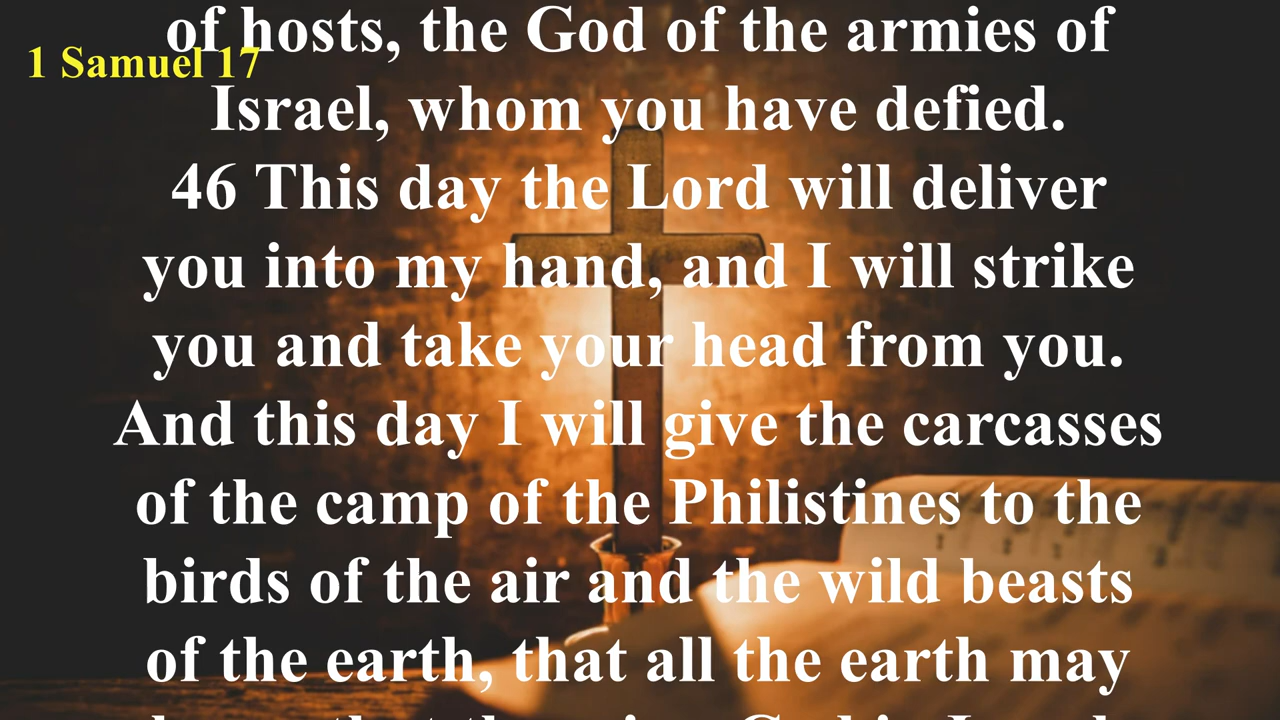 of hosts, the God of the armies of
1 Samuel 17
Israel, whom you have defied.
46 This day the Lord will deliver
you into my hand, and I will strike
you and take your head from you.
And this day I will give the carcasses
of the camp of the Philistines to the
birds of the air and the wild beasts
of the earth, that all the earth may